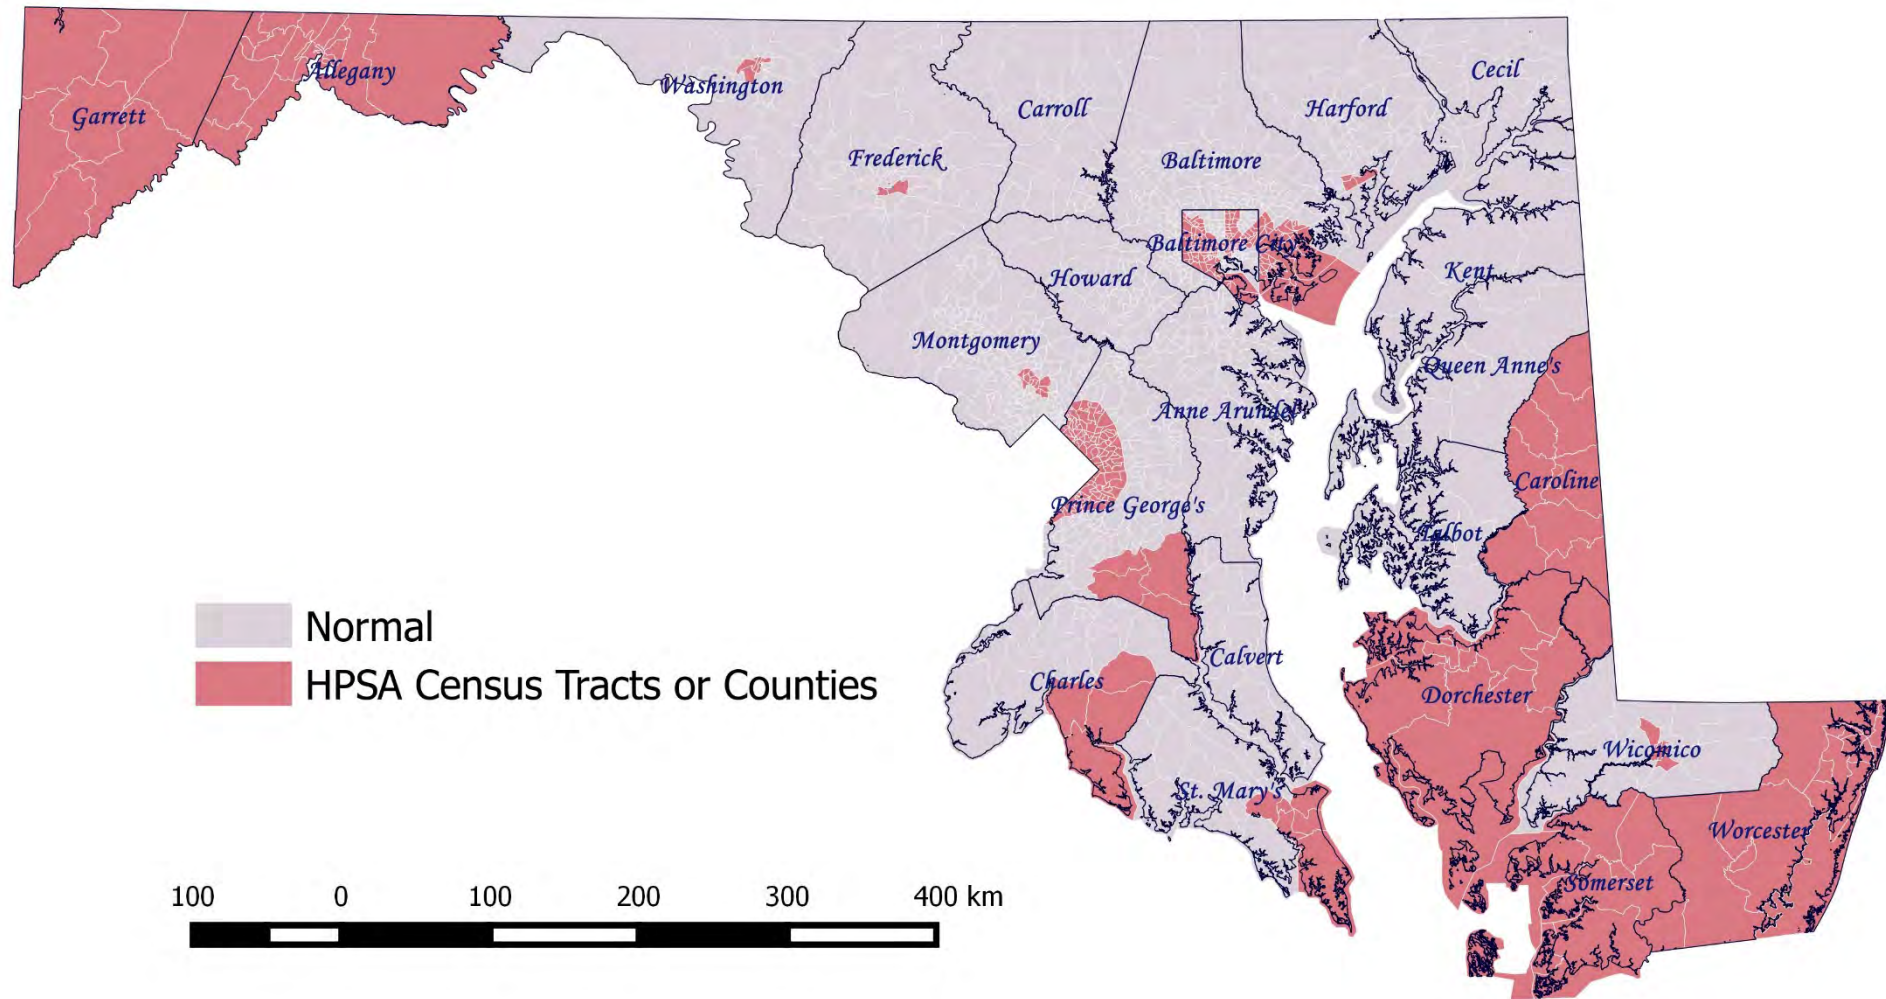 Garrett
Allegany
Washington
Frederick
Carroll
Baltimore
Harford
Cecil
Baltimore City
Howard
Kent
Montgomery
Queen Anne's
Anne Arundel
Caroline
Prince George's
Talbot
Normal
HPSA Census Tracts or Counties
Calvert
Charles
Dorchester
Wicomico
St. Mary's
Worcester
Somerset
100 0 100 200 300 400 km